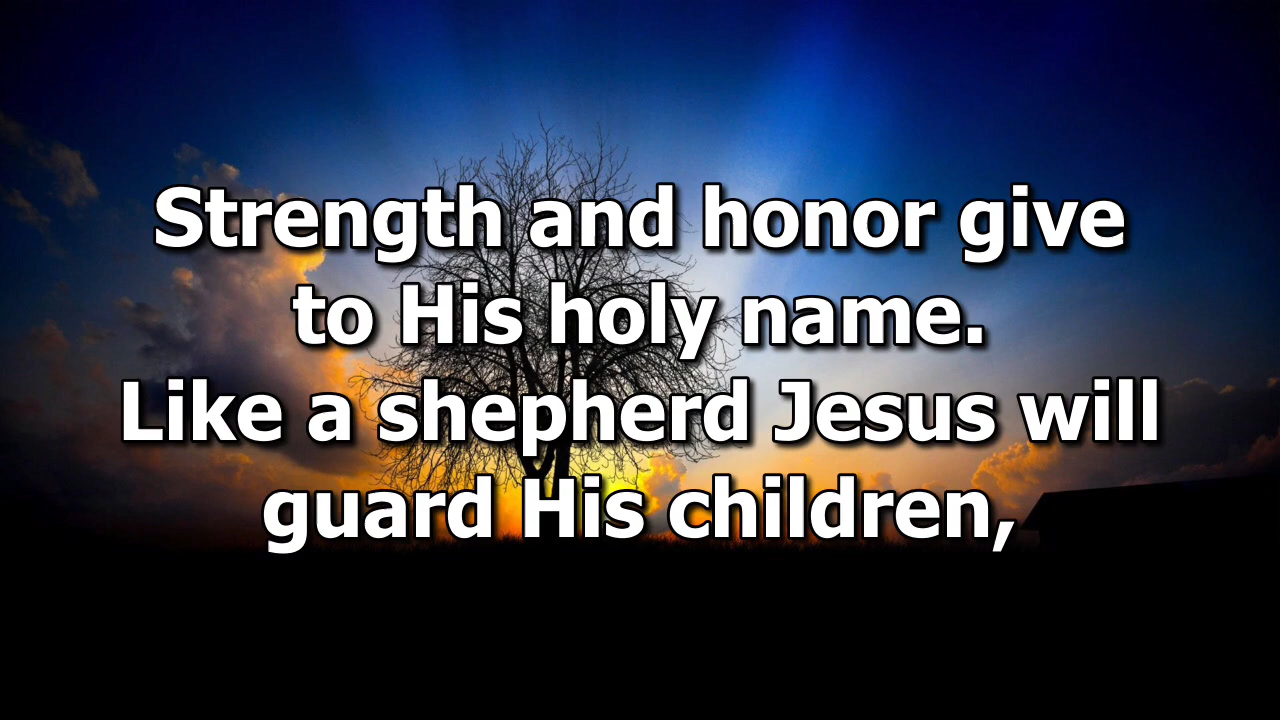 Strength and honor give
to His holy name.
Like a shepherd Jesus will
guard His children,